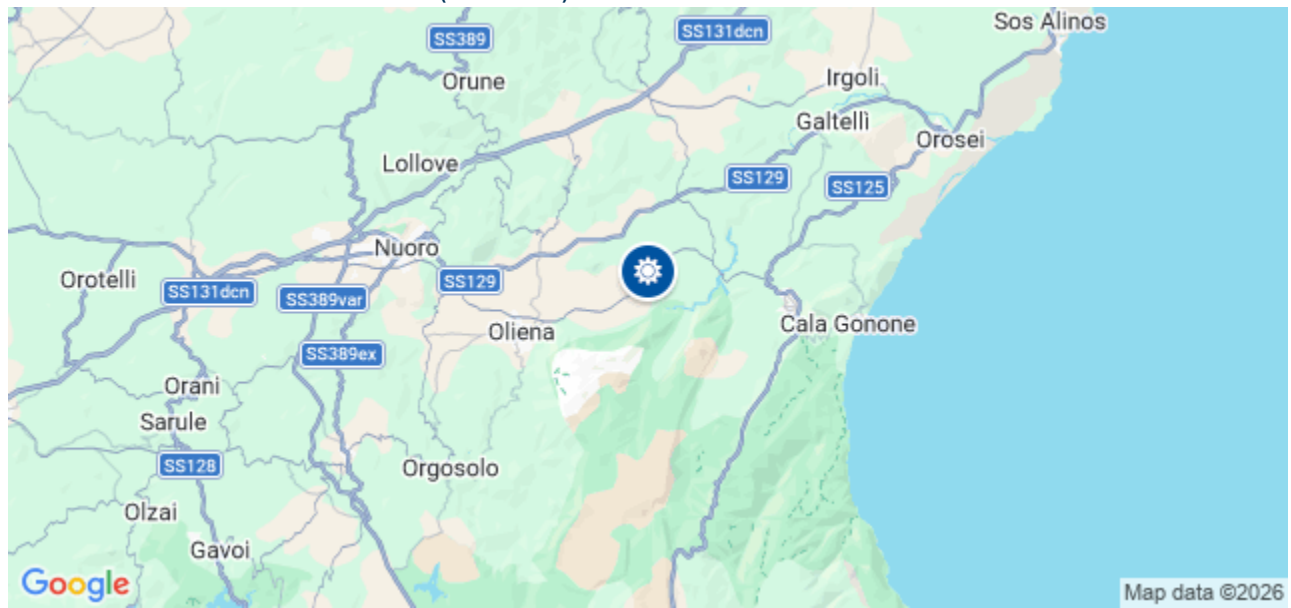 Sos Alinos
SS131dcn
SS389
Orune
Irgoli
Galtellì
Orosei
Lollove
SS129
SS125
Nuoro
Orotelli
SS131dcn
SS129
SS389var
Oliena
Cala Gonone
SS389ex
Orani
Sarule
SS128
Orgosolo
Olzai
Gavoi
Google
Map data ©2026